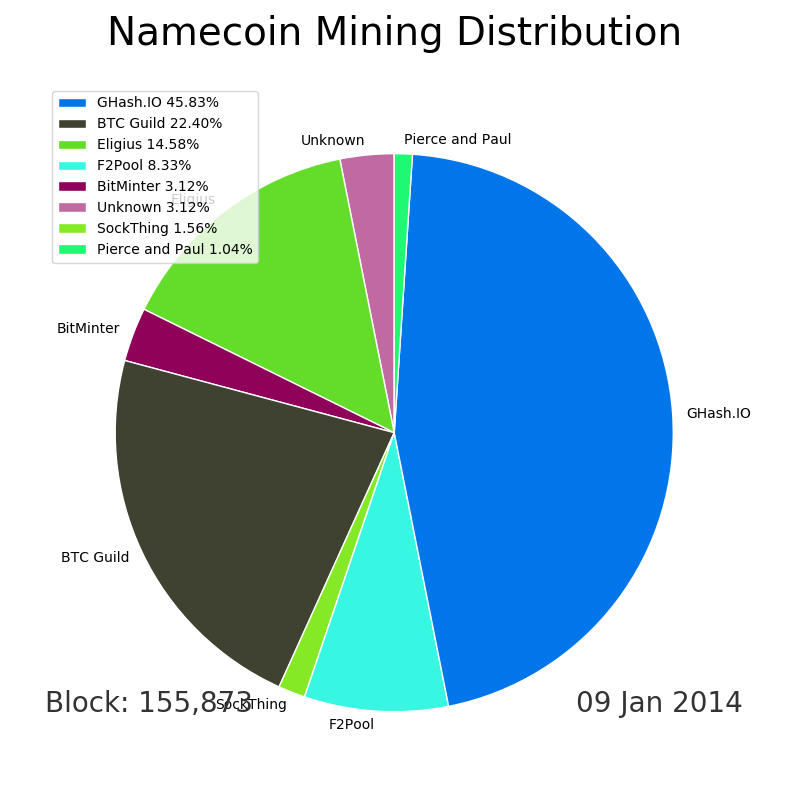 Namecoin Mining Distribution
GHash.IO 45.83%
BTC Guild 22.40%
Eligius 14.58%
F2Pool 8.33%
BitMinter 3.12%
Unknown 3.12%
SockThing 1.56%
Pierce and Paul 1.04%
Unknown
Pierce and Paul
Eligius
BitMinter
GHash.IO
BTC Guild
SockThing
F2Pool
Block: 155,873
09 Jan 2014